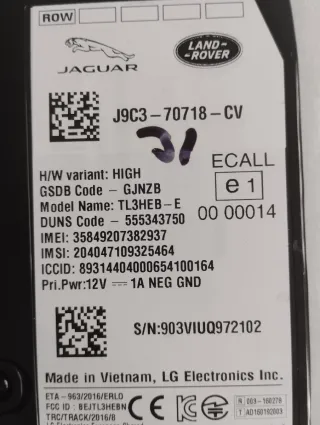 ROW
JAGUAR
LAND-
ROVER
J9C3-70718-CV
ECALL
H/W variant: HIGH
GSDB Code - GJNZB
e 1
Model Name: TL3HEB-E
DUNS Code - 555343750
00 00014
IMEI: 35849207382937
IMSI: 204047109325464
ICCID: 89314404000654100164
Pri.Pwr:12V 1A NEG GND
S/N:903VIUQ972102
Made in Vietnam, LG Electronics Inc.
ETA-963/2016/ERLO
FCC ID: BEJTL3HEBN
TRC/TRACK/2016/8
CE